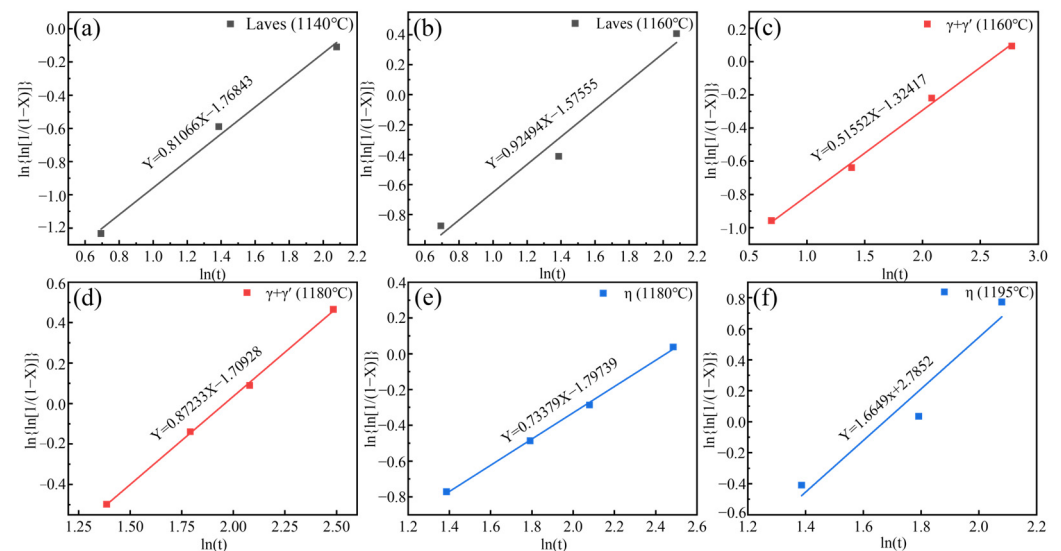 (a)
Laves (1140℃)
ln{ln[1/(1−X)]}
0.0
−0.2
−0.4
−0.6
−0.8
−1.0
−1.2
Y=0.81066X−1.76843
0.6 0.8 1.0 1.2 1.4 1.6 1.8 2.0 2.2
ln(t)
(b)
Laves (1160℃)
ln{ln[1/(1−X)]}
0.4
0.2
0.0
−0.2
−0.4
−0.6
−0.8
Y=0.92494X−1.57555
0.6 0.8 1.0 1.2 1.4 1.6 1.8 2.0 2.2
ln(t)
(c)
γ+γ′ (1160℃)
ln{ln[1/(1−X)]}
0.2
0.0
−0.2
−0.4
−0.6
−0.8
−1.0
Y=0.51552X−1.32417
0.5 1.0 1.5 2.0 2.5 3.0
ln(t)
(d)
γ+γ′ (1180℃)
ln{ln[1/(1−X)]}
0.6
0.4
0.2
0.0
−0.2
−0.4
Y=0.87233X−1.70928
1.25 1.50 1.75 2.00 2.25 2.50
ln(t)
(e)
η (1180℃)
ln{ln[1/(1−X)]}
0.4
0.2
0.0
−0.2
−0.4
−0.6
−0.8
Y=0.73379X−1.79739
1.2 1.4 1.6 1.8 2.0 2.2 2.4 2.6
ln(t)
(f)
η (1195℃)
ln{ln[1/(1−X)]}
0.8
0.6
0.4
0.2
0.0
−0.2
−0.4
−0.6
Y=1.6649x+2.7852
1.2 1.4 1.6 1.8 2.0 2.2
ln(t)